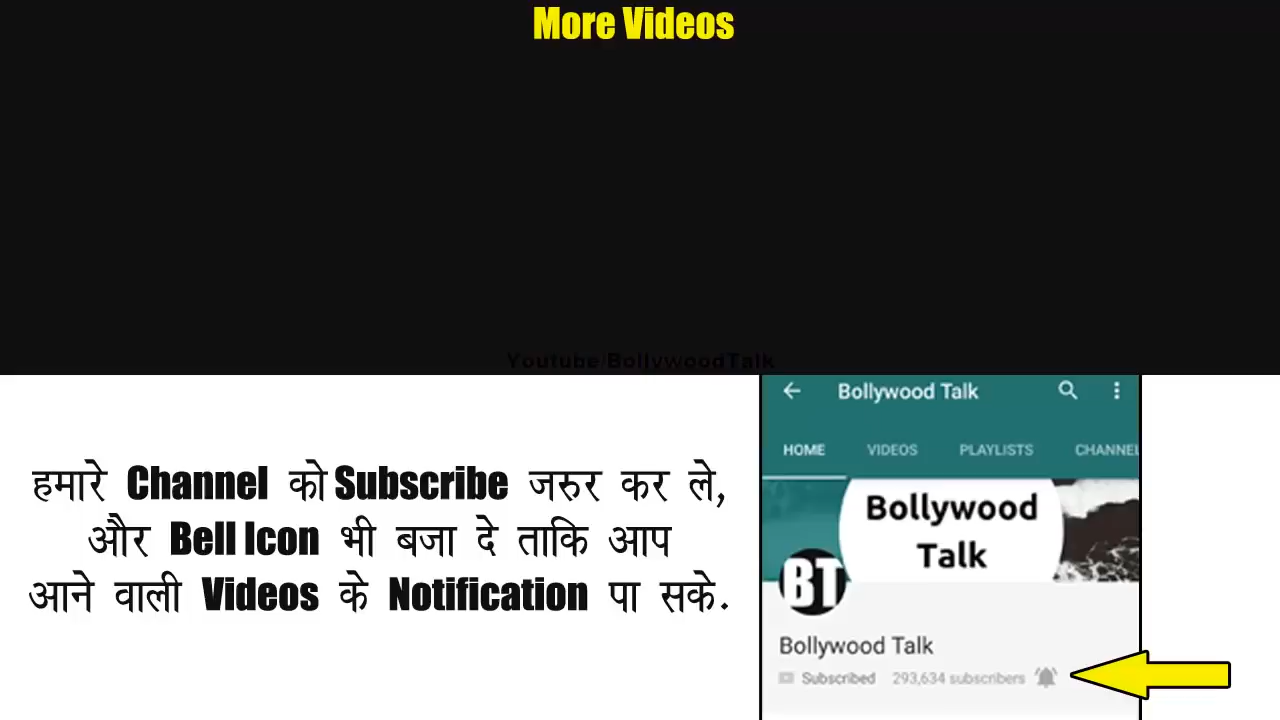 More Videos
Youtube/BollywoodTalk
हमारे Channel को Subscribe जरुर कर ले,
और Bell Icon भी बजा दे ताकि आप
आने वाली Videos के Notification पा सके.
Bollywood Talk
HOME VIDEOS PLAYLISTS CHANNEL
Bollywood
Talk
BT
Bollywood Talk
Subscribed 293,634 subscribers